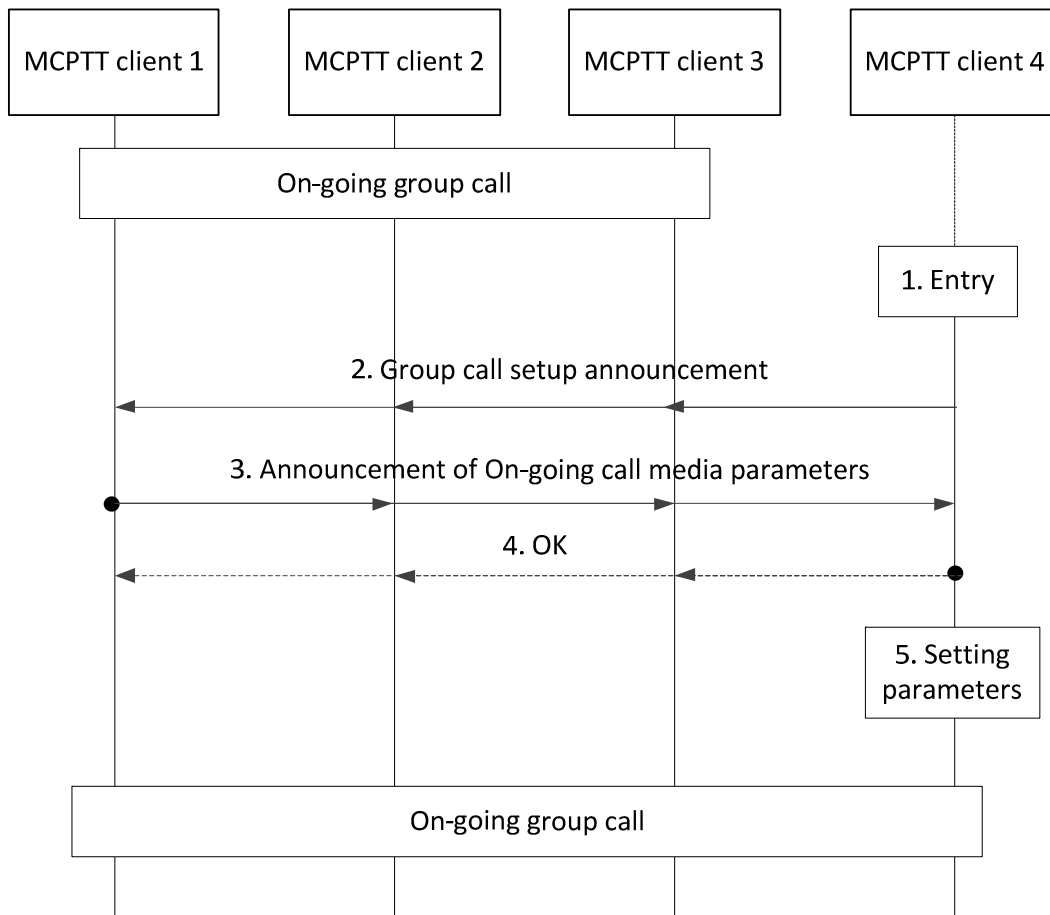 MCPTT client 1
MCPTT client 2
MCPTT client 3
MCPTT client 4
On-going group call
1. Entry
2. Group call setup announcement
3. Announcement of On-going call media parameters
4. OK
5. Setting
parameters
On-going group call